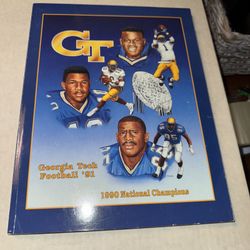 GT
Georgia Tech
Football '91
1990 National Champions